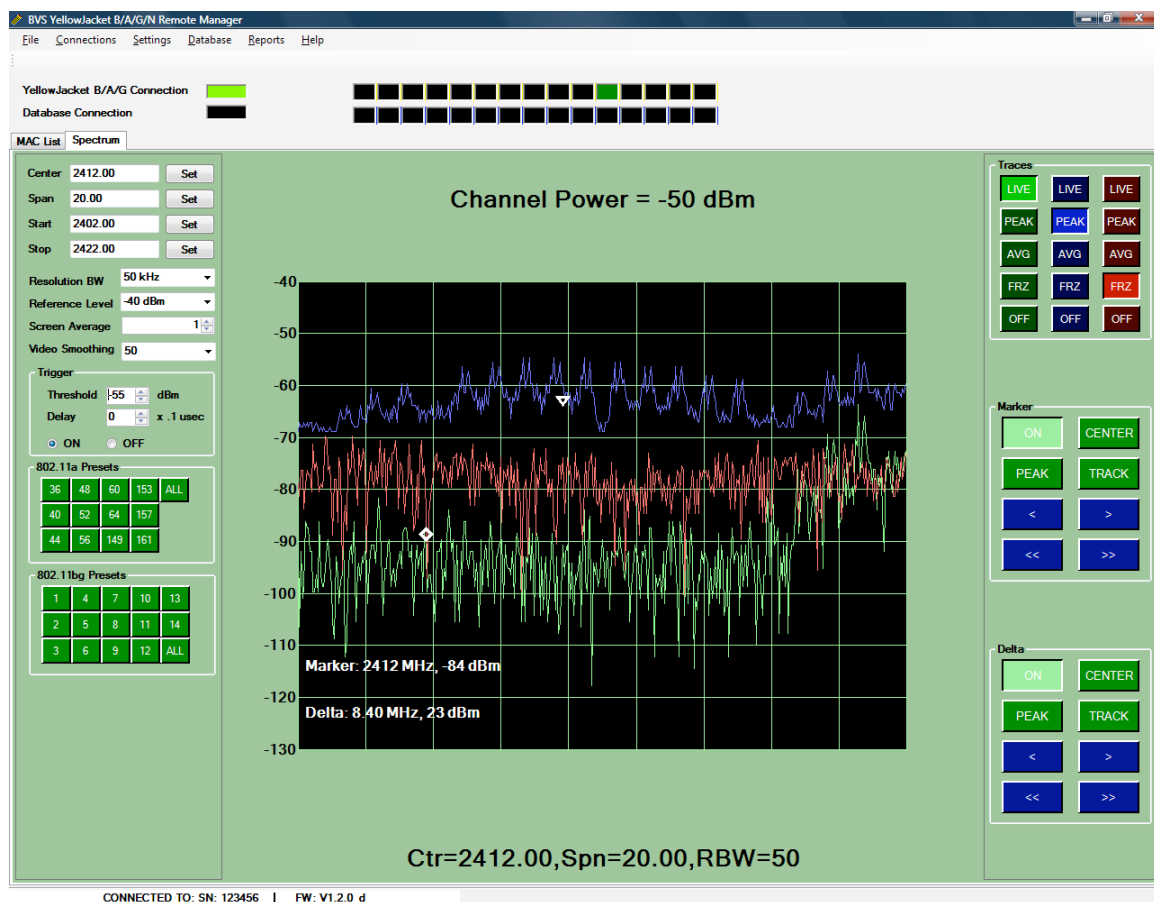 BVS YellowJacket B/A/G/N Remote Manager
File Connections Settings Database Reports Help
YellowJacket B/A/G Connection
Database Connection
MAC List Spectrum
Center 2412.00 Set
Span 20.00 Set
Start 2402.00 Set
Stop 2422.00 Set
Resolution BW 50 kHz
Reference Level -40 dBm
Screen Average 1
Video Smoothing 50
Trigger
Threshold -55 dBm
Delay 0 x .1 usec
ON OFF
802.11a Presets
36 48 60 153 ALL
40 52 64 157
44 56 149 161
802.11bg Presets
1 4 7 10 13
2 5 8 11 14
3 6 9 12 ALL
Channel Power = -50 dBm
-40
-50
-60
-70
-80
-90
-100
-110
-120
-130
Marker: 2412 MHz, -84 dBm
Delta: 8.40 MHz, 23 dBm
Ctr=2412.00,Spn=20.00,RBW=50
Traces
LIVE LIVE LIVE
PEAK PEAK PEAK
AVG AVG AVG
FRZ FRZ FRZ
OFF OFF OFF
Marker
ON CENTER
PEAK TRACK
< >
<< >>
Delta
ON CENTER
PEAK TRACK
< >
<< >>
CONNECTED TO: SN: 123456 | FW: V1.2.0 d